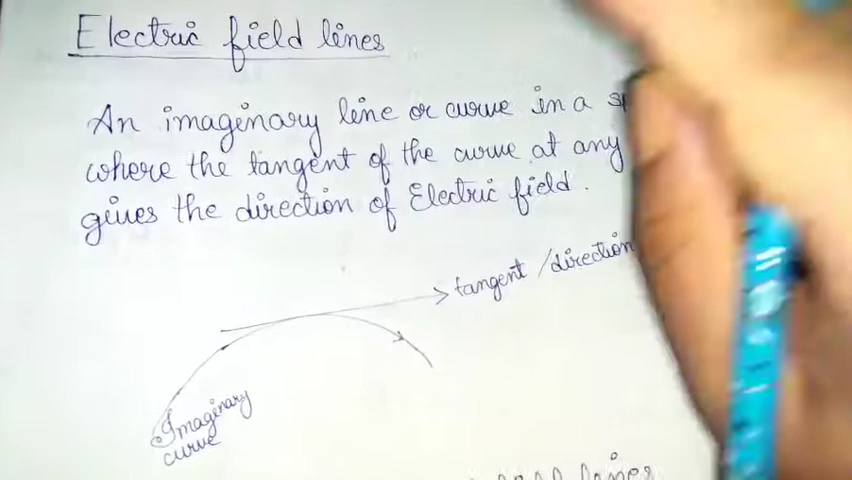 Electric field lines
An imaginary line or curve in a
where the tangent of the curve at any
gives the direction of Electric field.
tangent /direction
Imaginary
curve
lines